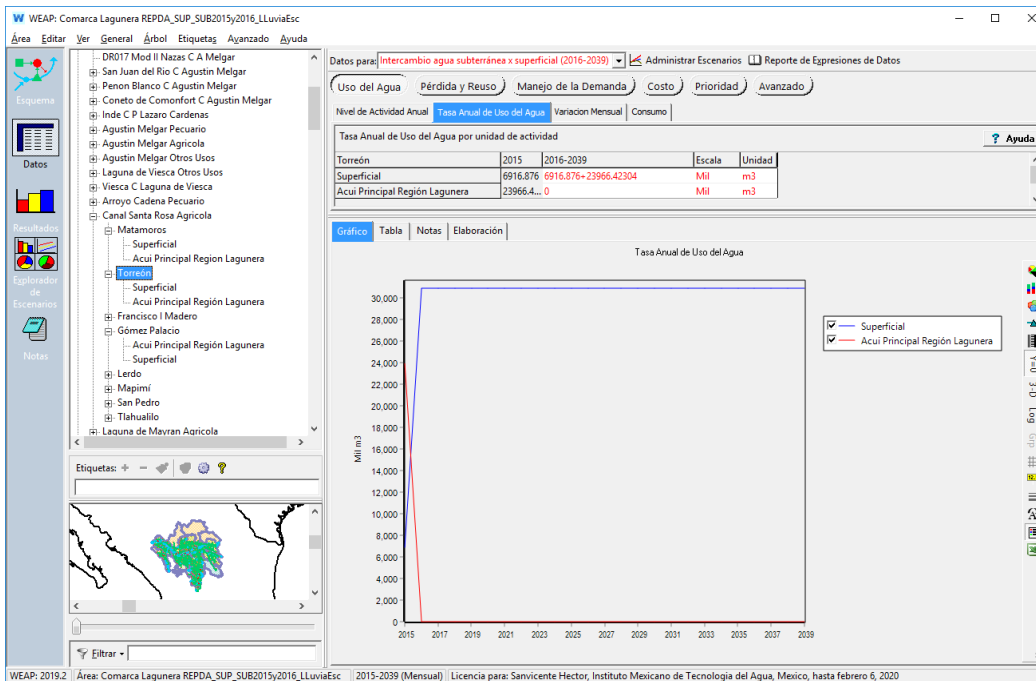 WEAP: Comarca Lagunera REPDA_SUP_SUB2015y2016_LLuviaEsc
Área Editar Ver General Árbol Etiquetas Avanzado Ayuda
Esquema
Datos
Resultados
Explorador
de
Escenarios
Notas
DR017 Mod II Nazas C A Melgar
San Juan del Rio C Agustin Melgar
Penon Blanco C Agustin Melgar
Coneto de Comonfort C Agustin Melgar
Inde C P Lazaro Cardenas
Agustin Melgar Pecuario
Agustin Melgar Agricola
Agustin Melgar Otros Usos
Laguna de Viesca Otros Usos
Viesca C Laguna de Viesca
Arroyo Cadena Pecuario
Canal Santa Rosa Agricola
Matamoros
Superficial
Acui Principal Region Lagunera
Torreón
Superficial
Acui Principal Región Lagunera
Francisco I Madero
Gómez Palacio
Acui Principal Región Lagunera
Superficial
Lerdo
Mapimí
San Pedro
Tlahualilo
Laguna de Mayran Agricola
Etiquetas:
Filtrar
Datos para: Intercambio agua subterránea x superficial (2016-2039) Administrar Escenarios Reporte de Expresiones de Datos
Uso del Agua Pérdida y Reuso Manejo de la Demanda Costo Prioridad Avanzado
Nivel de Actividad Anual Tasa Anual de Uso del Agua Variacion Mensual Consumo
Tasa Anual de Uso del Agua por unidad de actividad
? Ayuda
Torreón 2015 2016-2039 Escala Unidad
Superficial 6916.876 6916.876+23966.42304 Mil m3
Acui Principal Región Lagunera 23966.4... 0 Mil m3
Gráfico Tabla Notas Elaboración
Tasa Anual de Uso del Agua
30,000
28,000
26,000
24,000
22,000
20,000
18,000
16,000
14,000
12,000
10,000
8,000
6,000
4,000
2,000
0
Mil m3
2015 2017 2019 2021 2023 2025 2027 2029 2031 2033 2035 2037 2039
Superficial
Acui Principal Región Lagunera
Y=0
3-D
Log
WEAP: 2019.2 Área: Comarca Lagunera REPDA_SUP_SUB2015y2016_LLuviaEsc 2015-2039 (Mensual) Licencia para: Sanvicente Hector, Instituto Mexicano de Tecnologia del Agua, Mexico, hasta febrero 6, 2020